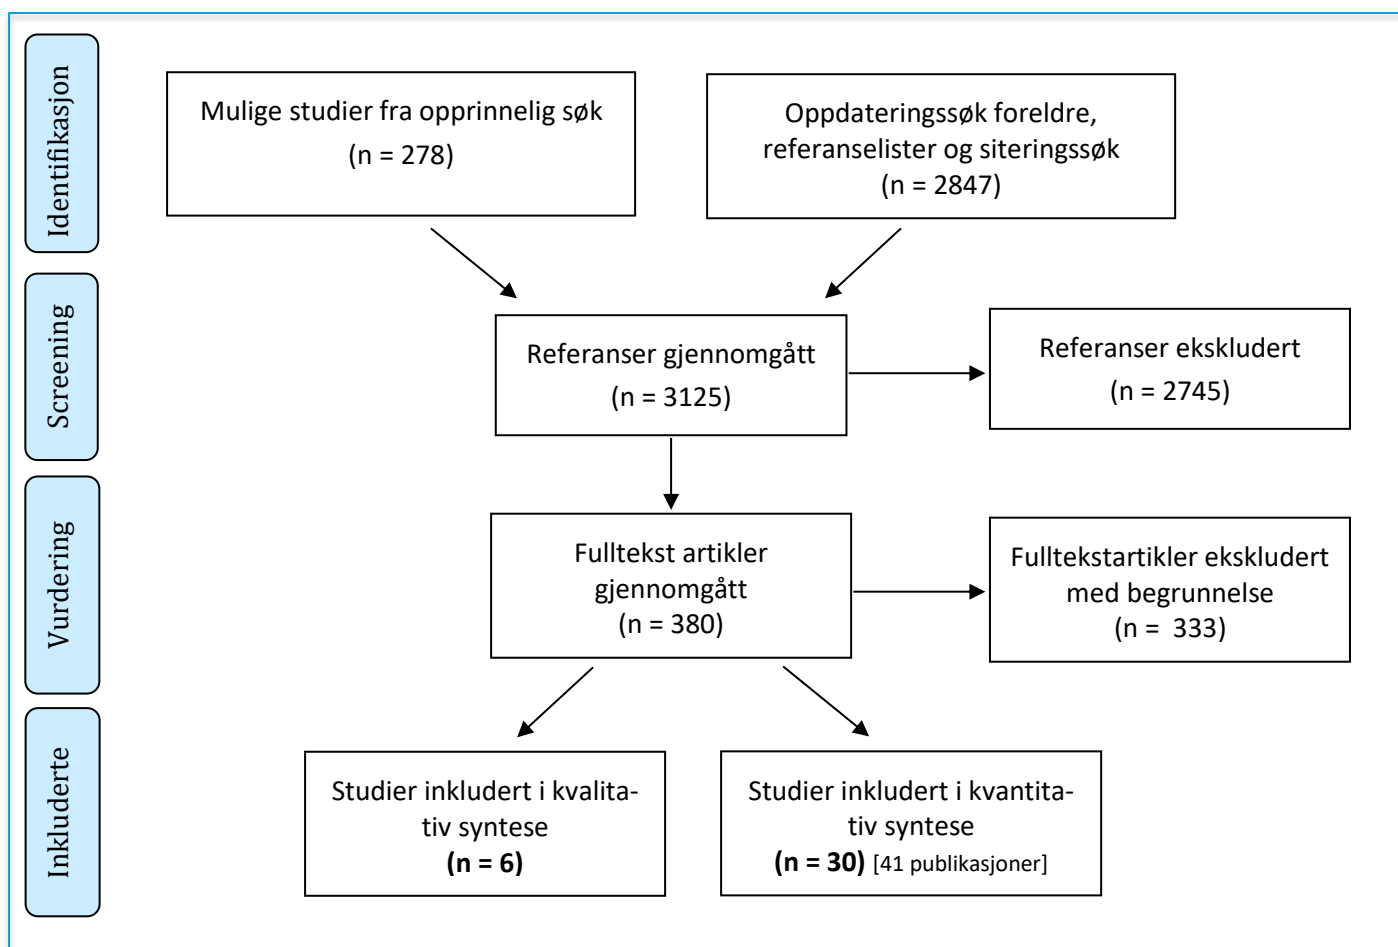 Identifikasjon
Mulige studier fra opprinnelig søk
(n = 278)
Oppdateringssøk foreldre,
referanselister og siteringssøk
(n = 2847)
Screening
Referanser gjennomgått
(n = 3125)
Referanser ekskludert
(n = 2745)
Vurdering
Fulltekst artikler
gjennomgått
(n = 380)
Fulltekstartikler ekskludert
med begrunnelse
(n =  333)
Inkluderte
Studier inkludert i kvalita-
tiv syntese
(n = 6)
Studier inkludert i kvantita-
tiv syntese
(n = 30) [41 publikasjoner]